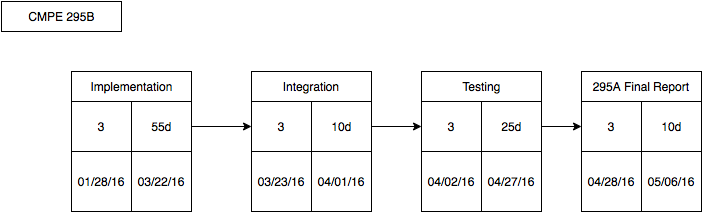 CMPE 295B
Implementation Integration Testing 295A Final Report
3 55d 3 10d 3 25d 3 10d
01/28/16 03/22/16 03/23/16 04/01/16 04/02/16 04/27/16 04/28/16 05/06/16